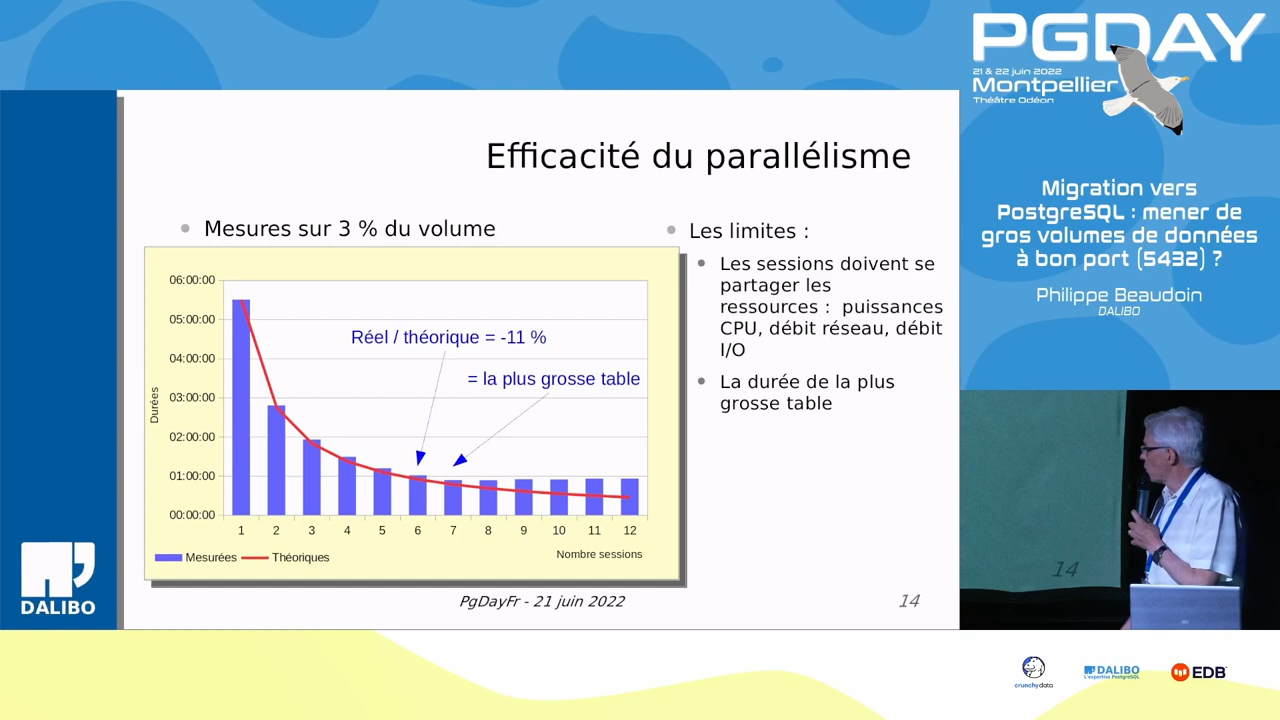 PGDAY
21 & 22 juin 2022
Montpellier
Théâtre Odéon
Migration vers
PostgreSQL : mener de
gros volumes de données
à bon port (5432) ?
Philippe Beaudoin
DALIBO
Efficacité du parallélisme
Mesures sur 3 % du volume
06:00:00
05:00:00
04:00:00
03:00:00
02:00:00
01:00:00
00:00:00
Durées
Réel / théorique = -11 %
= la plus grosse table
1 2 3 4 5 6 7 8 9 10 11 12
Mesurées Théoriques
Nombre sessions
Les limites :
Les sessions doivent se
partager les
ressources : puissances
CPU, débit réseau, débit
I/O
La durée de la plus
grosse table
DALIBO
PgDayFr - 21 juin 2022
14
14
crunchydata
DALIBO
L'expertise PostgreSQL
EDB